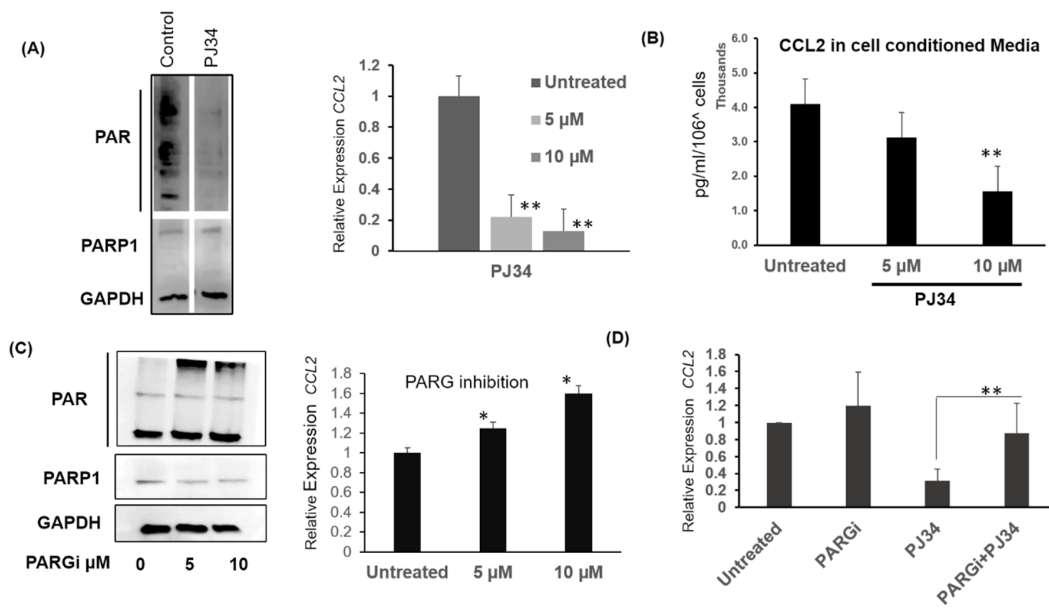 (A)
Control
PJ34
PAR
PARP1
GAPDH
Relative Expression CCL2
1.2
1
0.8
0.6
0.4
0.2
0
Untreated
5 µM
10 µM
**
**
PJ34
(B)
CCL2 in cell conditioned Media
pg/ml/106^ cells
Thousands
6.0
5.0
4.0
3.0
2.0
1.0
0.0
**
Untreated
5 µM
10 µM
PJ34
(C)
PAR
PARP1
GAPDH
PARGi µM
0
5
10
Relative Expression CCL2
1.8
1.6
1.4
1.2
1
0.8
0.6
0.4
0.2
0
PARG inhibition
*
*
Untreated
5 µM
10 µM
(D)
Relative Expression CCL2
1.8
1.6
1.4
1.2
1
0.8
0.6
0.4
0.2
0
**
Untreated
PARGi
PJ34
PARGi+PJ34